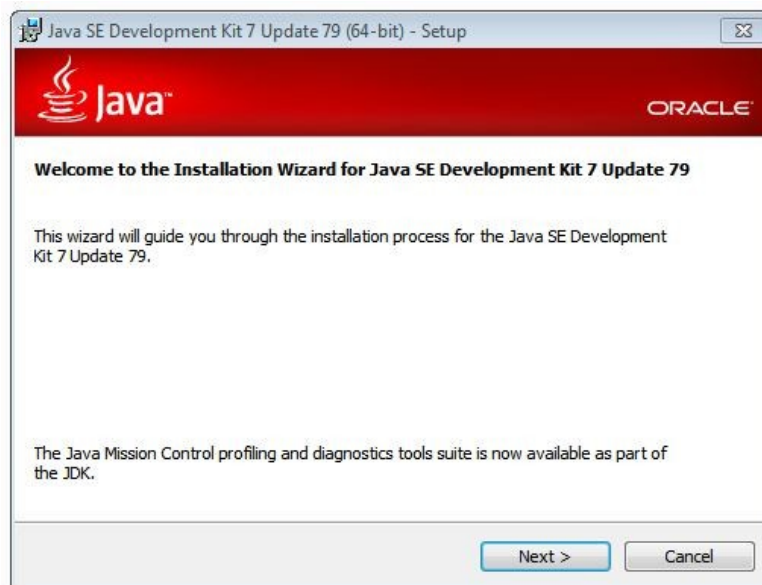 Java SE Development Kit 7 Update 79 (64-bit) - Setup
Java™
ORACLE
Welcome to the Installation Wizard for Java SE Development Kit 7 Update 79
This wizard will guide you through the installation process for the Java SE Development
Kit 7 Update 79.
The Java Mission Control profiling and diagnostics tools suite is now available as part of
the JDK.
Next >
Cancel